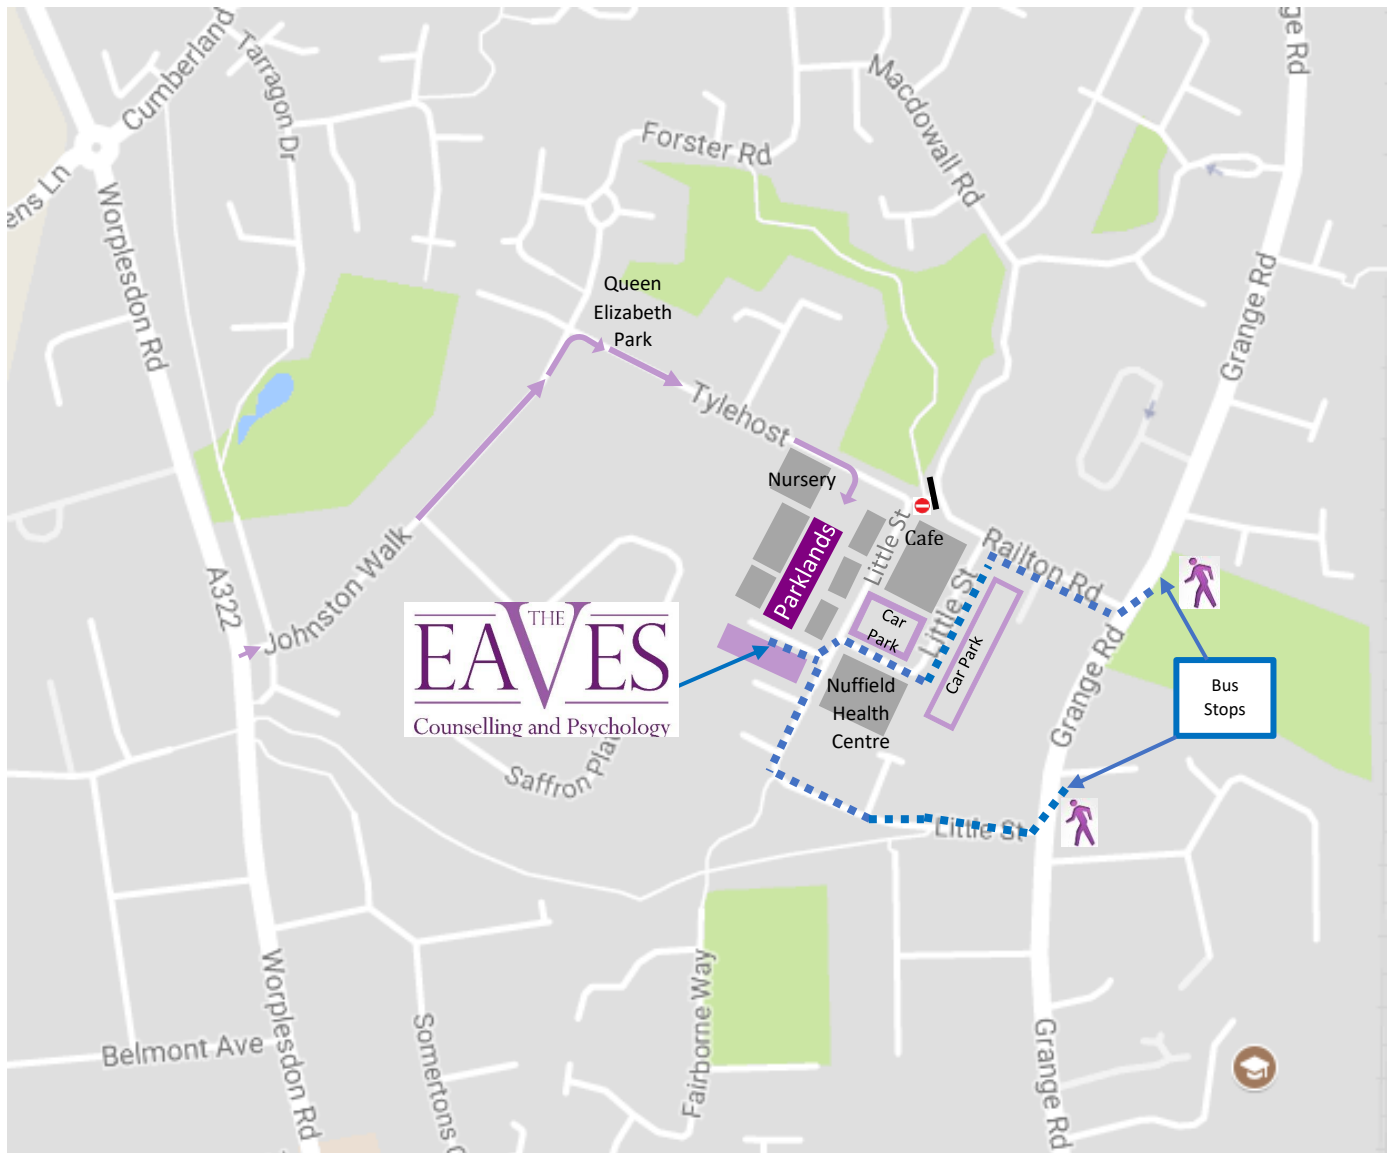 ge Rd
Cumberland
Tarragon Dr
Macdowall Rd
Forster Rd
ens Ln
Worplesdon Rd
Queen
Elizabeth
Park
Grange Rd
Tylehost
Nursery
Parklands
Little St
Cafe
Railton Rd
A322
Johnston Walk
THE
EAVES
Counselling and Psychology
Car
Park
Little St
Car Park
Grange Rd
Nuffield
Health
Centre
Bus
Stops
Saffron Pla
Little St
Worplesdon Rd
Belmont Ave
Somertons C
Fairborne Way
Grange Rd